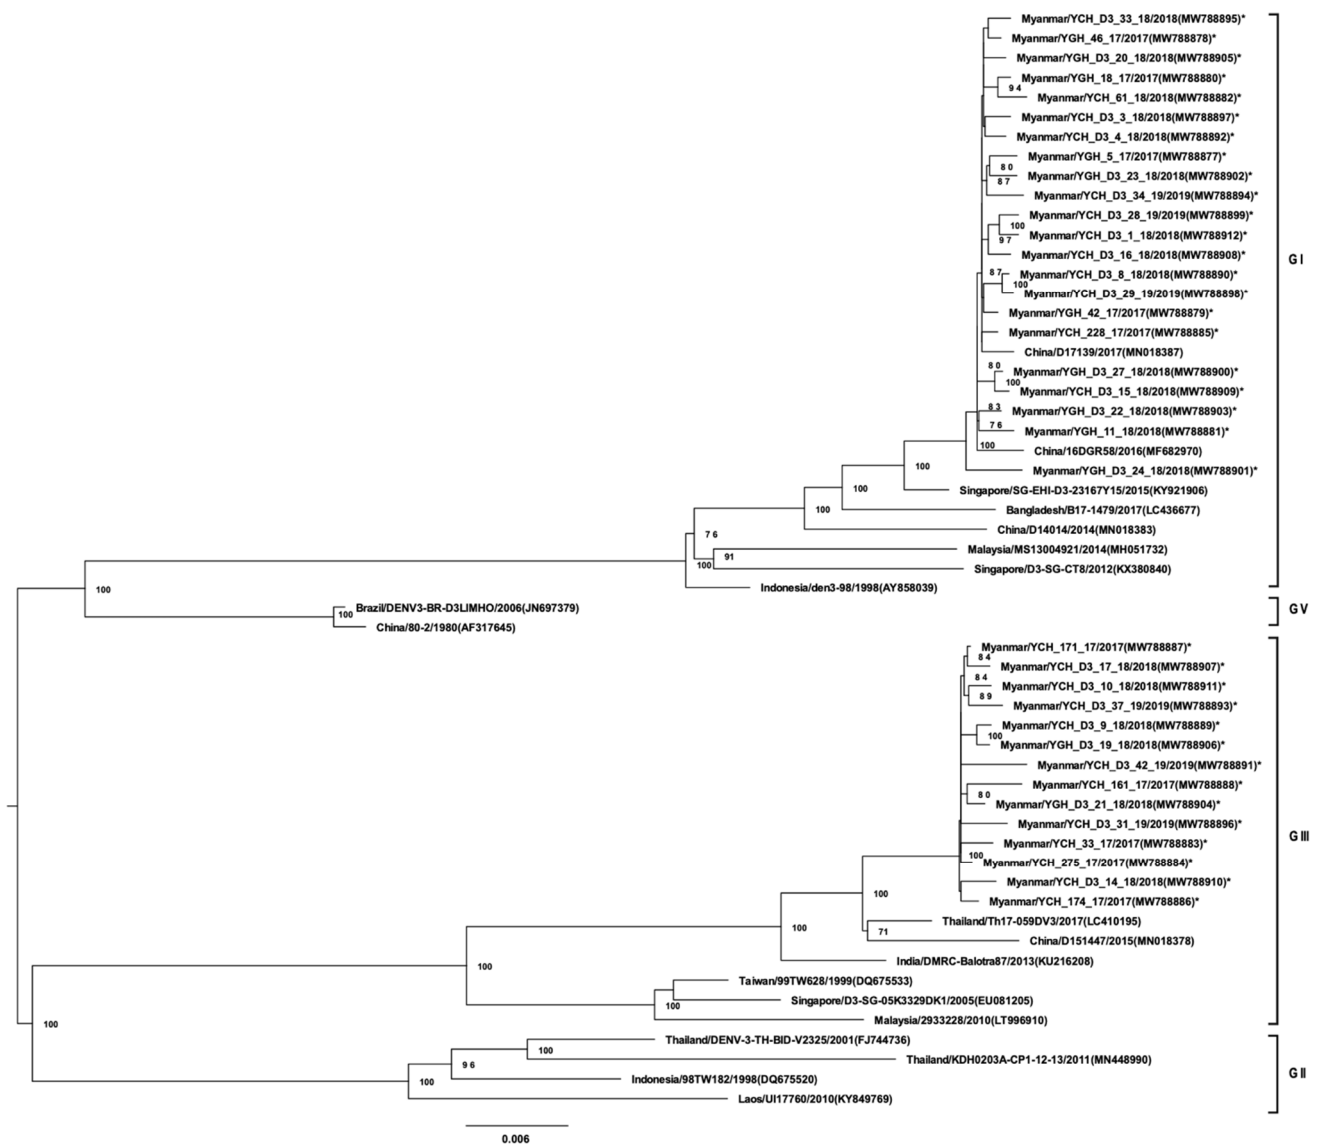 Myanmar/YCH_D3_33_18/2018(MW788895)*
Myanmar/YGH_46_17/2017(MW788878)*
Myanmar/YGH_D3_20_18/2018(MW788905)*
Myanmar/YGH_18_17/2017(MW788880)*
94
Myanmar/YCH_61_18/2018(MW788882)*
Myanmar/YCH_D3_3_18/2018(MW788897)*
Myanmar/YCH_D3_4_18/2018(MW788892)*
Myanmar/YGH_5_17/2017(MW788877)*
80
Myanmar/YGH_D3_23_18/2018(MW788902)*
87
Myanmar/YCH_D3_34_19/2019(MW788894)*
Myanmar/YCH_D3_28_19/2019(MW788899)*
100
Myanmar/YCH_D3_1_18/2018(MW788912)*
97
Myanmar/YCH_D3_16_18/2018(MW788908)*
G I
87
Myanmar/YCH_D3_8_18/2018(MW788890)*
100
Myanmar/YCH_D3_29_19/2019(MW788898)*
Myanmar/YGH_42_17/2017(MW788879)*
Myanmar/YCH_228_17/2017(MW788885)*
China/D17139/2017(MN018387)
80
Myanmar/YGH_D3_27_18/2018(MW788900)*
100
Myanmar/YCH_D3_15_18/2018(MW788909)*
83
Myanmar/YGH_D3_22_18/2018(MW788903)*
76
Myanmar/YGH_11_18/2018(MW788881)*
100
China/16DGR58/2016(MF682970)
100
Myanmar/YGH_D3_24_18/2018(MW788901)*
100
Singapore/SG-EHI-D3-23167Y15/2015(KY921906)
100
Bangladesh/B17-1479/2017(LC436677)
China/D14014/2014(MN018383)
76
Malaysia/MS13004921/2014(MH051732)
91
100
Singapore/D3-SG-CT8/2012(KX380840)
100
Indonesia/den3-98/1998(AY858039)
Brazil/DENV3-BR-D3LIMHO/2006(JN697379)
G V
100
China/80-2/1980(AF317645)
Myanmar/YCH_171_17/2017(MW788887)*
84
Myanmar/YCH_D3_17_18/2018(MW788907)*
84
Myanmar/YCH_D3_10_18/2018(MW788911)*
89
Myanmar/YCH_D3_37_19/2019(MW788893)*
Myanmar/YCH_D3_9_18/2018(MW788889)*
100
Myanmar/YGH_D3_19_18/2018(MW788906)*
Myanmar/YCH_D3_42_19/2019(MW788891)*
Myanmar/YCH_161_17/2017(MW788888)*
80
Myanmar/YGH_D3_21_18/2018(MW788904)*
Myanmar/YCH_D3_31_19/2019(MW788896)*
G III
Myanmar/YCH_33_17/2017(MW788883)*
100
Myanmar/YCH_275_17/2017(MW788884)*
Myanmar/YCH_D3_14_18/2018(MW788910)*
100
Myanmar/YCH_174_17/2017(MW788886)*
Thailand/Th17-059DV3/2017(LC410195)
100
71
China/D151447/2015(MN018378)
India/DMRC-Balotra87/2013(KU216208)
100
Taiwan/99TW628/1999(DQ675533)
Singapore/D3-SG-05K3329DK1/2005(EU081205)
100
Malaysia/2933228/2010(LT996910)
100
Thailand/DENV-3-TH-BID-V2325/2001(FJ744736)
100
Thailand/KDH0203A-CP1-12-13/2011(MN448990)
96
G II
Indonesia/98TW182/1998(DQ675520)
100
Laos/UI17760/2010(KY849769)
0.006